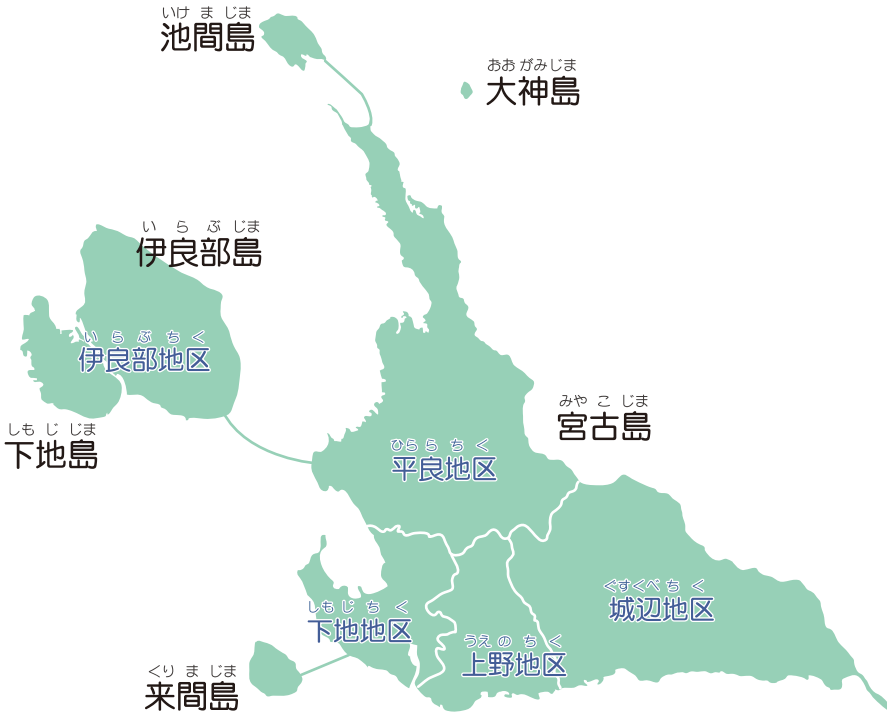 いけ ま じま
池間島
おお がみ じま
大神島
い ら ぶ じま
伊良部島
い ら ぶ ち く
伊良部地区
しも じ じま
下地島
みや こ じま
宮古島
ひら ら ち く
平良地区
ぐすくべ ち く
城辺地区
しも じ ち く
下地地区
うえ の ち く
上野地区
くり ま じま
来間島